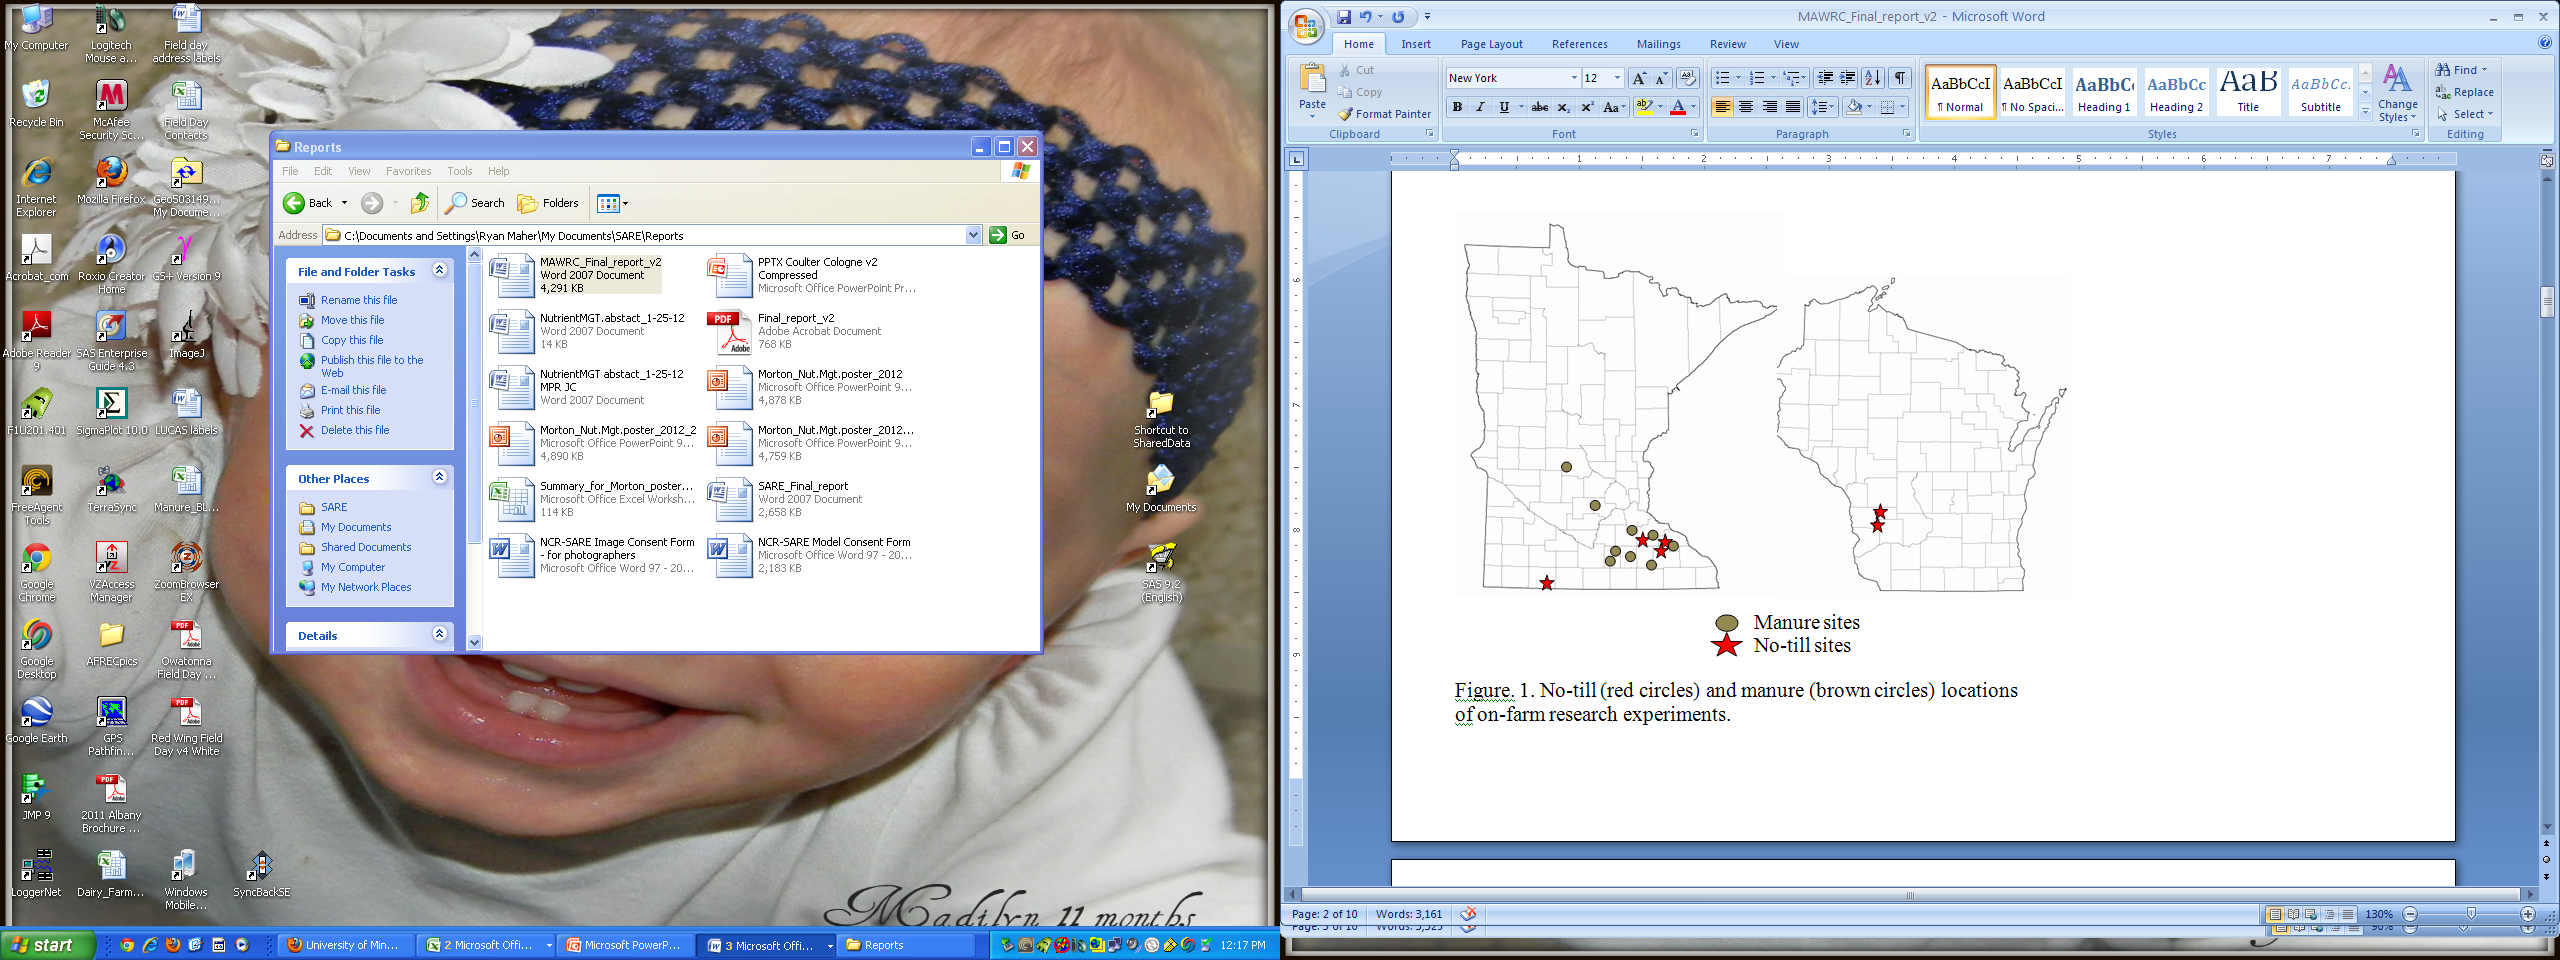 My Computer
Logitech
Mouse a...
Field day
address labels
Recycle Bin
McAfee
Security Sc...
Field Day
Contacts
Internet
Explorer
Mozilla Firefox
Geo503149...
My Docume...
Acrobat_com
Roxio Creator
Home
GS+ Version 9
Adobe Reader
9
SAS Enterprise
Guide 4.3
ImageJ
F1U201.401
SigmaPlot 10.0
LUCAS labels
FreeAgent
Tools
TerraSync
Manure_BL...
Google
Chrome
VZAccess
Manager
ZoomBrowser
EX
Google
Desktop
AFRECpics
Owatonna
Field Day ...
Google Earth
GPS
Pathfin...
Red Wing Field
Day v4 White
JMP 9
2011 Albany
Brochure ...
LoggerNet
Dairy_Farm...
Windows
Mobile...
SyncBackSE
Shortcut to
SharedData
My Documents
SAS 9.2
(English)
Madilyn 11 months
Reports
File Edit View Favorites Tools Help
Back Search Folders
Address C:\Documents and Settings\Ryan Maher\My Documents\SARE\Reports Go
File and Folder Tasks
Rename this file
Move this file
Copy this file
Publish this file to the
Web
E-mail this file
Print this file
Delete this file
Other Places
SARE
My Documents
Shared Documents
My Computer
My Network Places
Details
MAWRC_Final_report_v2
Word 2007 Document
4,291 KB
PPTX Coulter Cologne v2
Compressed
Microsoft Office PowerPoint Pr...
NutrientMGT.abstact_1-25-12
Word 2007 Document
14 KB
PDF
Adobe
Final_report_v2
Adobe Acrobat Document
768 KB
NutrientMGT abstact_1-25-12
MPR JC
Word 2007 Document
Morton_Nut.Mgt.poster_2012
Microsoft Office PowerPoint 9...
4,878 KB
Morton_Nut.Mgt.poster_2012_2
Microsoft Office PowerPoint 9...
4,890 KB
Morton_Nut.Mgt.poster_2012...
Microsoft Office PowerPoint 9...
4,759 KB
Summary_for_Morton_poster...
Microsoft Office Excel Worksh...
114 KB
SARE_Final_report
Word 2007 Document
2,658 KB
NCR-SARE Image Consent Form
- for photographers
Microsoft Office Word 97 - 20...
NCR-SARE Model Consent Form
Microsoft Office Word 97 - 20...
2,183 KB
start
University of Min...
2 Microsoft Offi...
Microsoft PowerP...
3 Microsoft Offi...
Reports
12:17 PM
MAWRC_Final_report_v2 - Microsoft Word
Home Insert Page Layout References Mailings Review View
Paste
Cut
Copy
Format Painter
Clipboard
New York 12
Font
Paragraph
AaBbCcI AaBbCcI AaBbC AaBbCc AaB AaBbCc
¶ Normal ¶ No Spaci... Heading 1 Heading 2 Title Subtitle
Change
Styles
Styles
Find
Replace
Select
Editing
1 2 3 4 5 6 7
6
7
8
9
Manure sites
No-till sites
Figure. 1. No-till (red circles) and manure (brown circles) locations
of on-farm research experiments.
Page: 2 of 10 Words: 3,161 130%